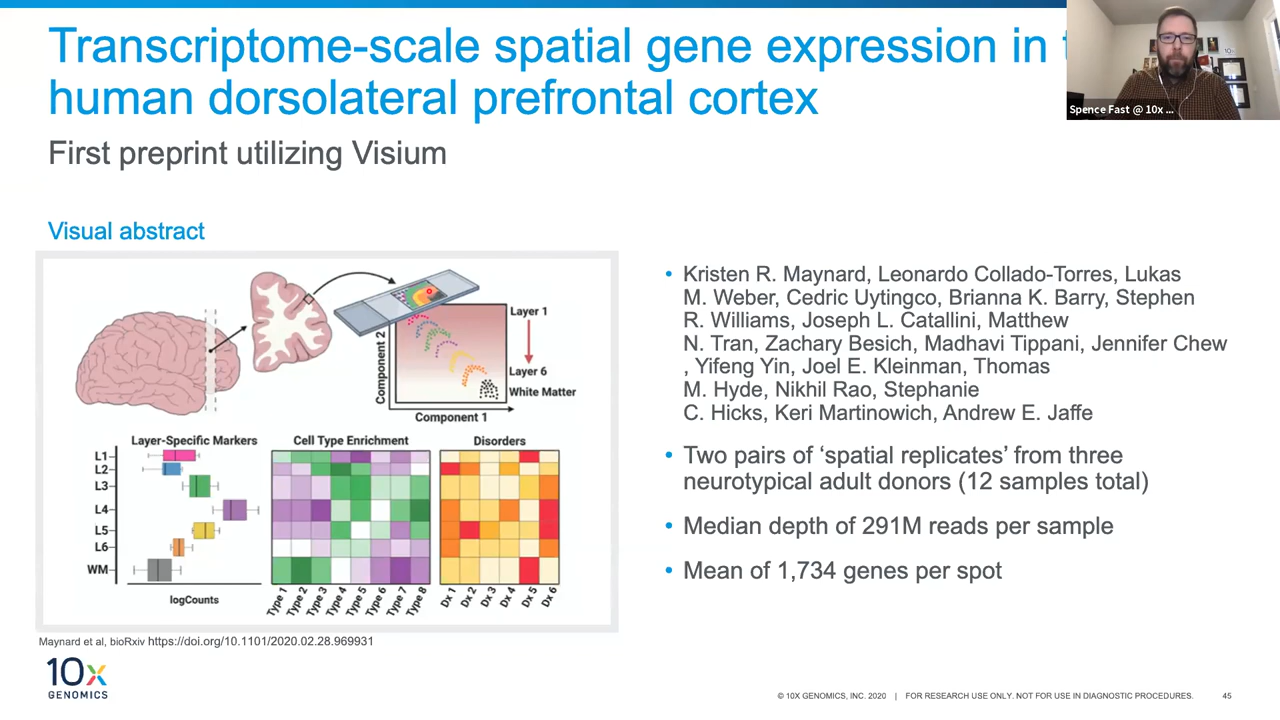 Transcriptome-scale spatial gene expression in
human dorsolateral prefrontal cortex
First preprint utilizing Visium
Spence Fast @ 10x ...
Visual abstract
Layer 1
Layer 6
White Matter
Component 2
Component 1
Layer-Specific Markers
Cell Type Enrichment
Disorders
L1
L2
L3
L4
L5
L6
WM
logCounts
Type 1
Type 2
Type 3
Type 4
Type 5
Type 6
Type 7
Type 8
Dx 1
Dx 2
Dx 3
Dx 4
Dx 5
Dx 6
Maynard et al, bioRxiv https://doi.org/10.1101/2020.02.28.969931
• Kristen R. Maynard, Leonardo Collado-Torres, Lukas
M. Weber, Cedric Uytingco, Brianna K. Barry, Stephen
R. Williams, Joseph L. Catallini, Matthew
N. Tran, Zachary Besich, Madhavi Tippani, Jennifer Chew
, Yifeng Yin, Joel E. Kleinman, Thomas
M. Hyde, Nikhil Rao, Stephanie
C. Hicks, Keri Martinowich, Andrew E. Jaffe
• Two pairs of ‘spatial replicates’ from three
neurotypical adult donors (12 samples total)
• Median depth of 291M reads per sample
• Mean of 1,734 genes per spot
10x
GENOMICS
© 10X GENOMICS, INC. 2020 | FOR RESEARCH USE ONLY. NOT FOR USE IN DIAGNOSTIC PROCEDURES. 45